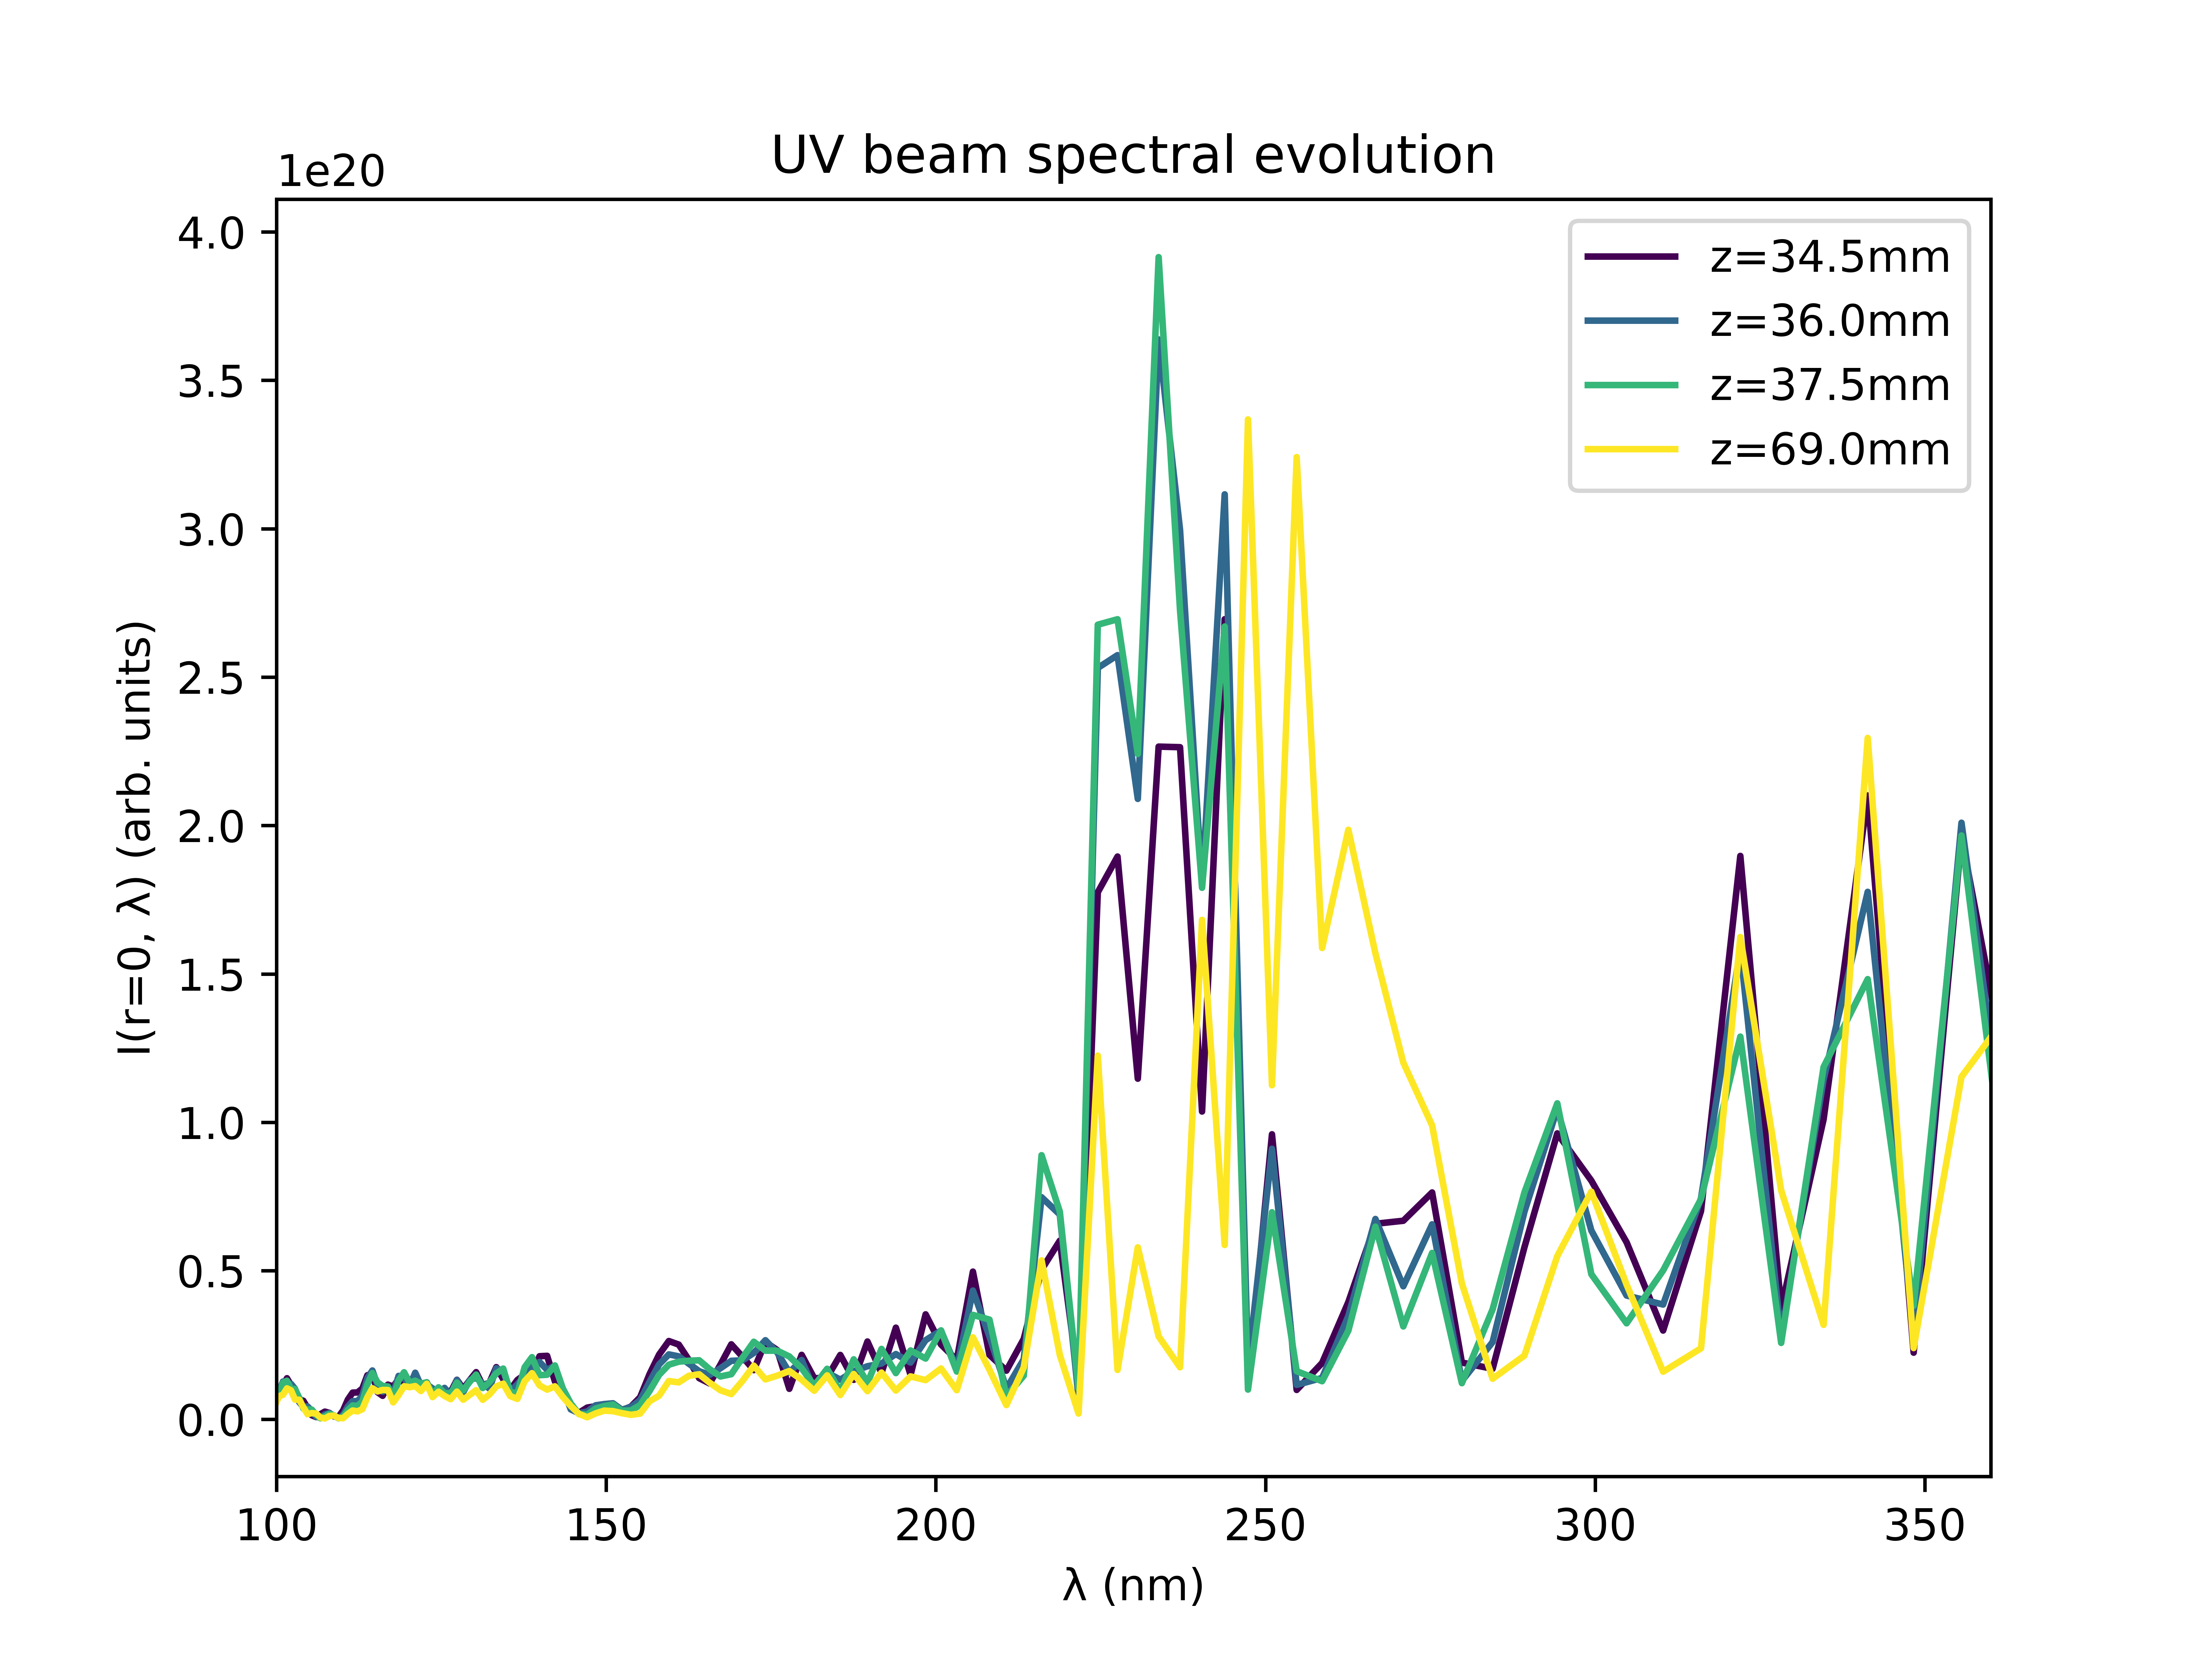 UV beam spectral evolution
1e20
4.0
3.5
3.0
2.5
2.0
1.5
1.0
0.5
0.0
I(r=0, λ) (arb. units)
z=34.5mm
z=36.0mm
z=37.5mm
z=69.0mm
100 150 200 250 300 350
λ (nm)